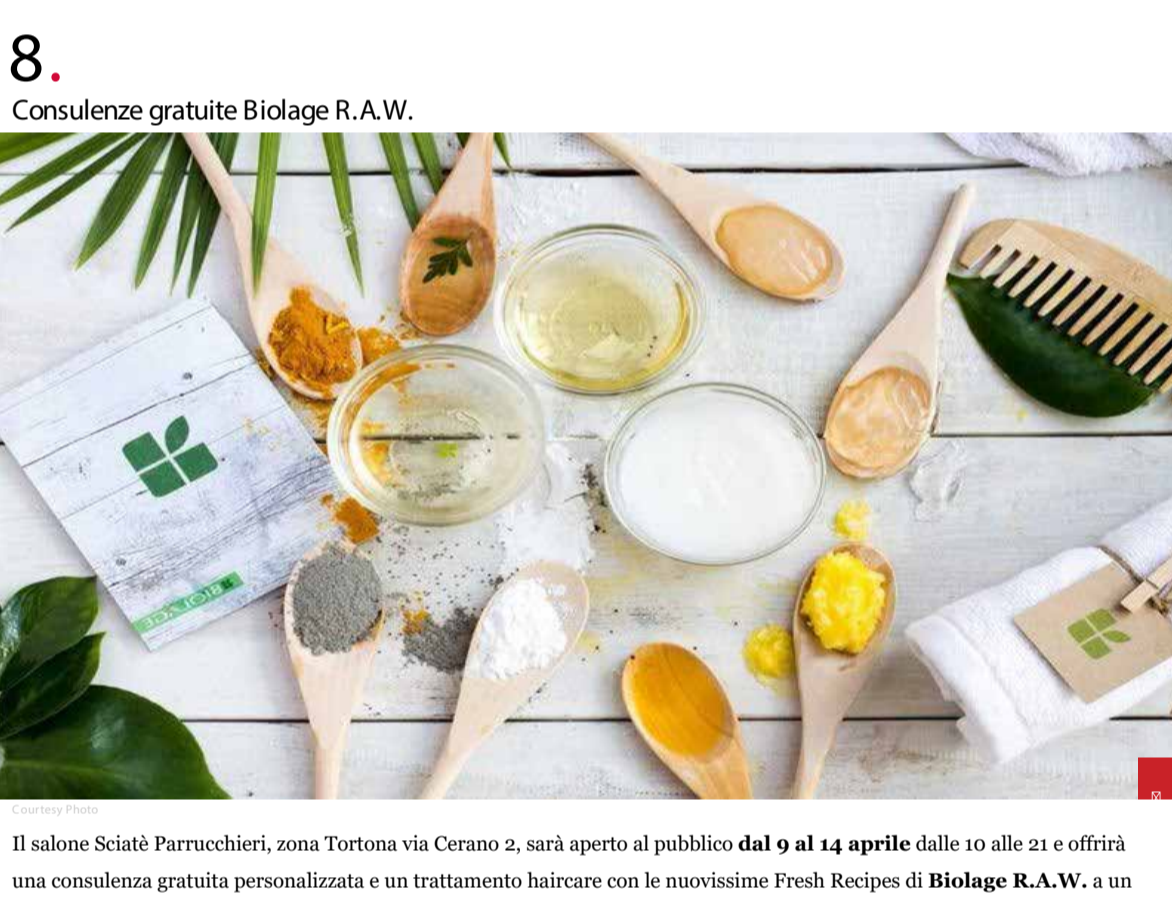 8.
Consulenze gratuite Biolage R.A.W.
BIOLAGE
Courtesy Photo
Il salone Sciatè Parrucchieri, zona Tortona via Cerano 2, sarà aperto al pubblico dal 9 al 14 aprile dalle 10 alle 21 e offrirà
una consulenza gratuita personalizzata e un trattamento haircare con le nuovissime Fresh Recipes di Biolage R.A.W. a un